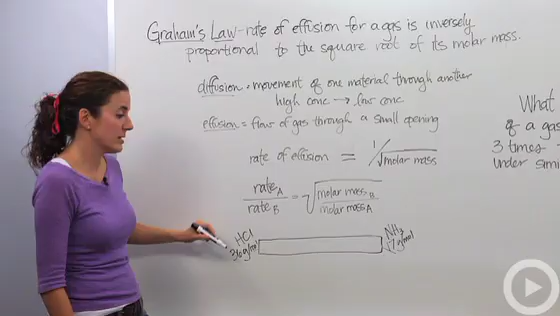 Graham's Law - rate of effusion for a gas is inversely
proportional to the square root of its molar mass.
diffusion = movement of one material through another
high conc → low conc
effusion = flow of gas through a small opening
rate of effusion = 1/√molar mass
rate A / rate B = √molar mass B / molar mass A
HCl
36 g/mol
NH₃
17 g/mol
What
of a gas
3 times
under simi